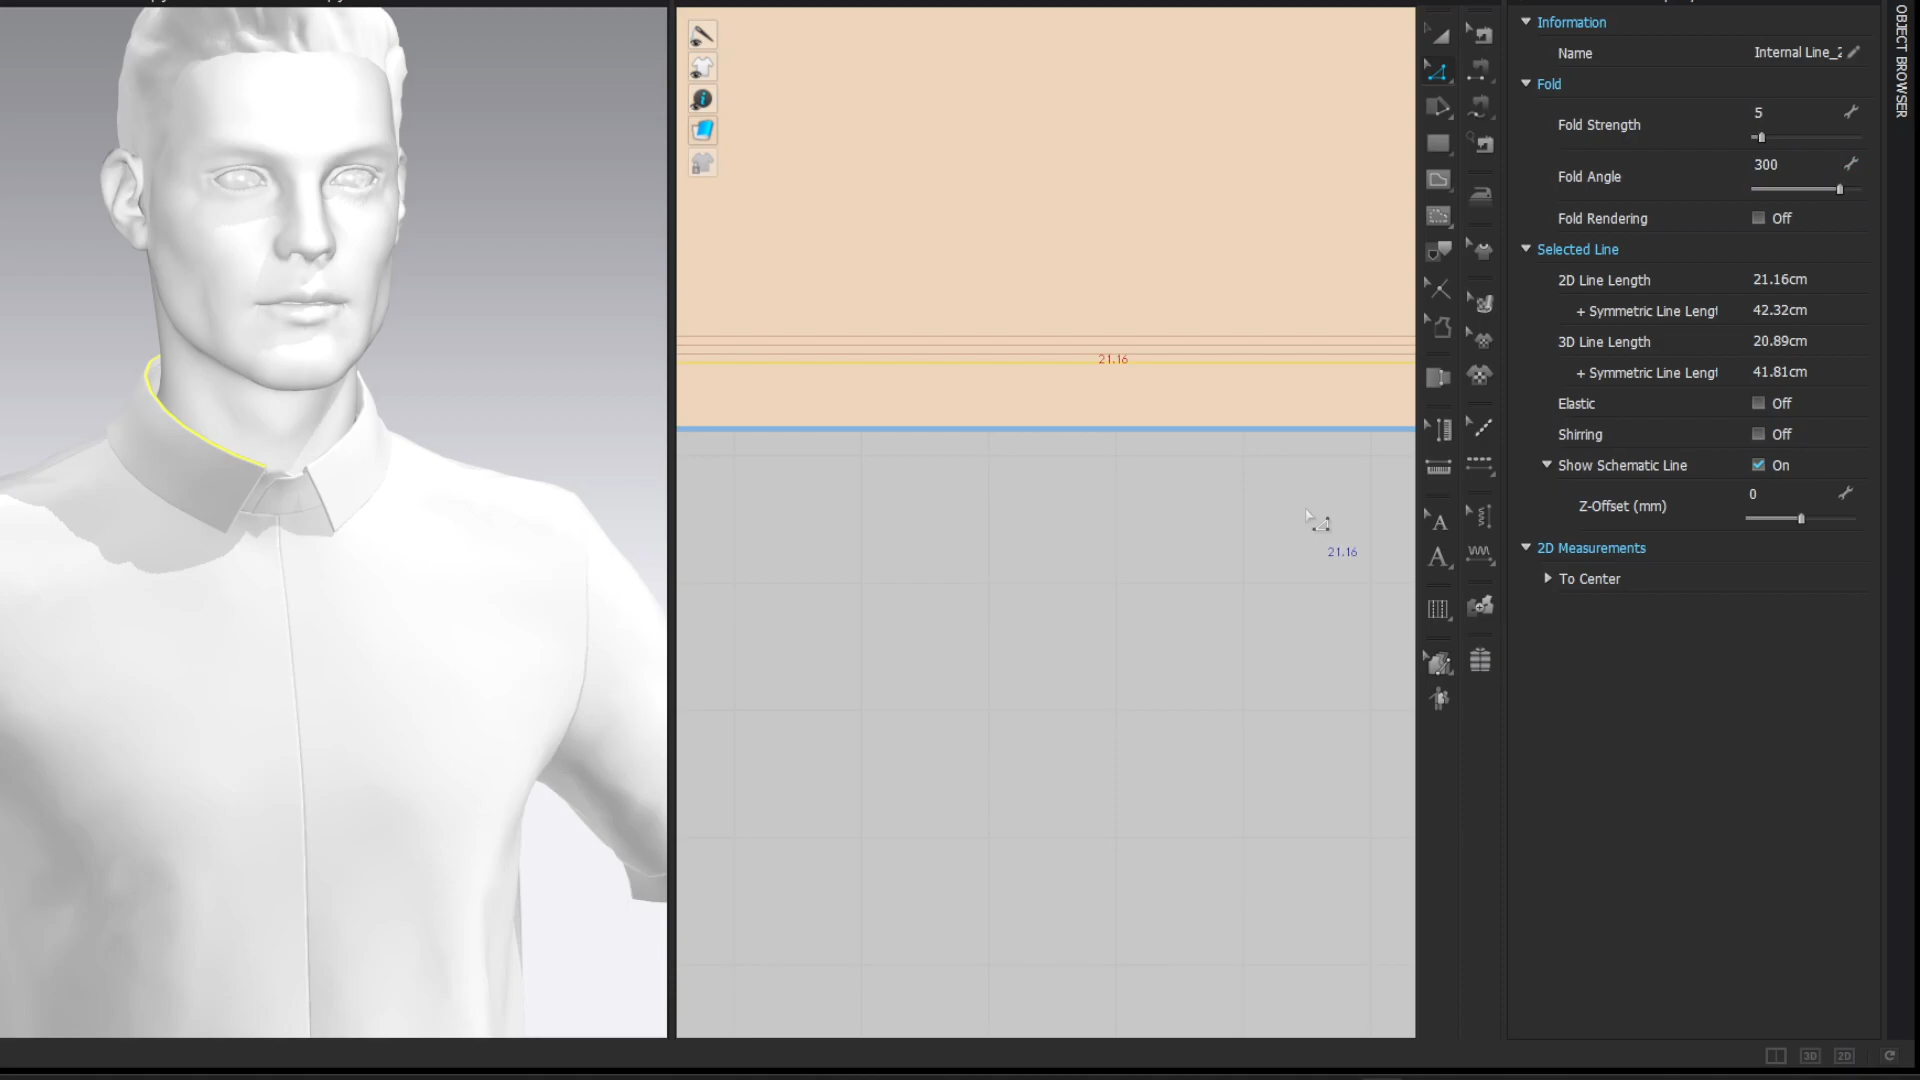 OBJECT BROWSER
Information
Name Internal Line_2
Fold
Fold Strength 5
Fold Angle 300
Fold Rendering Off
Selected Line
2D Line Length 21.16cm
+ Symmetric Line Lengt 42.32cm
3D Line Length 20.89cm
+ Symmetric Line Lengt 41.81cm
Elastic Off
Shirring Off
Show Schematic Line On
Z-Offset (mm) 0
2D Measurements
To Center
21.16
21.16
A
A
3D 2D